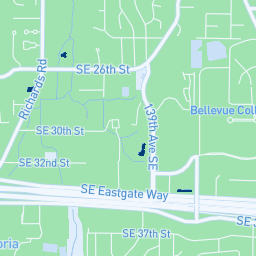 SE 26th St
Richards Rd
139th Ave SE
Bellevue Coll
SE 30th St
SE 32nd St
SE Eastgate Way
SE 3
SE 37th St
oria